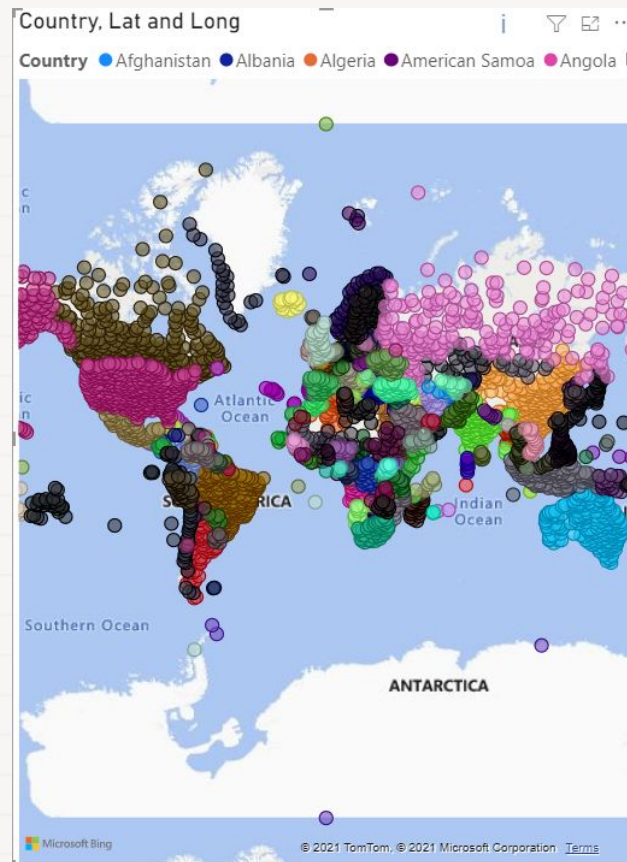 Country, Lat and Long
Country Afghanistan Albania Algeria American Samoa Angola
Atlantic
Ocean
Indian
Ocean
Southern Ocean
ANTARCTICA
Microsoft Bing
© 2021 TomTom, © 2021 Microsoft Corporation Terms